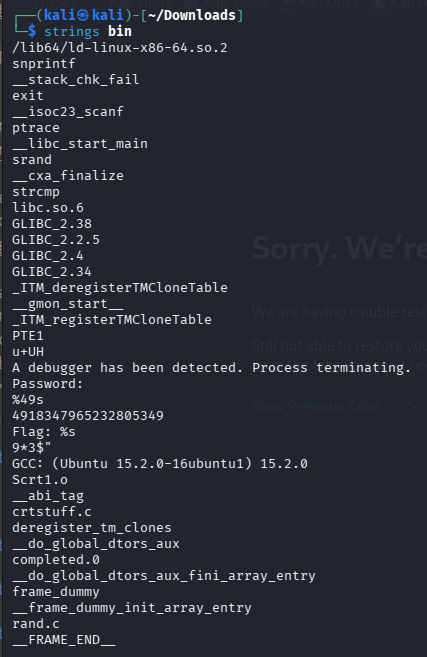 ┌──(kali㉿kali)-[~/Downloads]
└─$ strings bin
/lib64/ld-linux-x86-64.so.2
snprintf
__stack_chk_fail
exit
__isoc23_scanf
ptrace
__libc_start_main
srand
__cxa_finalize
strcmp
libc.so.6
GLIBC_2.38
GLIBC_2.2.5
GLIBC_2.4
GLIBC_2.34
_ITM_deregisterTMCloneTable
__gmon_start__
_ITM_registerTMCloneTable
PTE1
u+UH
A debugger has been detected. Process terminating.
Password:
%49s
4918347965232805349
Flag: %s
9*3$"
GCC: (Ubuntu 15.2.0-16ubuntu1) 15.2.0
Scrt1.o
__abi_tag
crtstuff.c
deregister_tm_clones
__do_global_dtors_aux
completed.0
__do_global_dtors_aux_fini_array_entry
frame_dummy
__frame_dummy_init_array_entry
rand.c
__FRAME_END__
Sorry. We're
We are having trouble rest
Still not able to restore you
View Previous Tabs